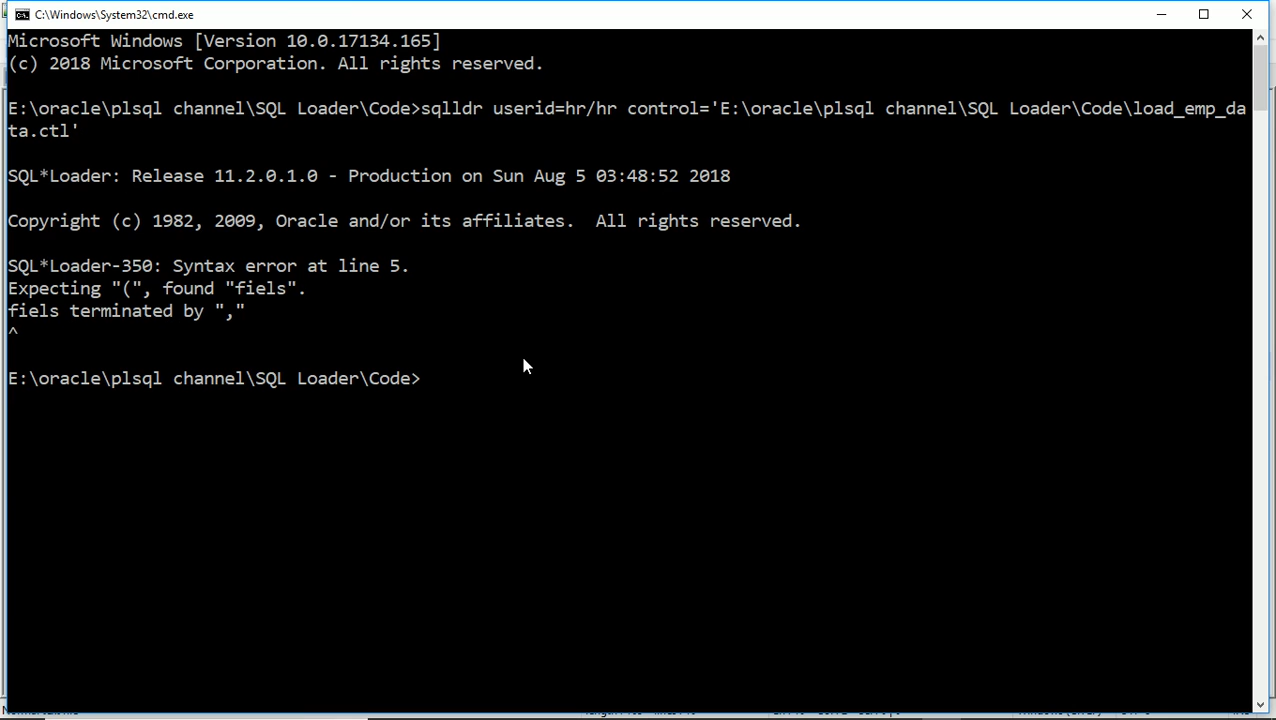 C:\Windows\System32\cmd.exe
Microsoft Windows [Version 10.0.17134.165]
(c) 2018 Microsoft Corporation. All rights reserved.
E:\oracle\plsql channel\SQL Loader\Code>sqlldr userid=hr/hr control='E:\oracle\plsql channel\SQL Loader\Code\load_emp_da
ta.ctl'
SQL*Loader: Release 11.2.0.1.0 - Production on Sun Aug 5 03:48:52 2018
Copyright (c) 1982, 2009, Oracle and/or its affiliates.  All rights reserved.
SQL*Loader-350: Syntax error at line 5.
Expecting "(", found "fiels".
fiels terminated by ","
^
E:\oracle\plsql channel\SQL Loader\Code>